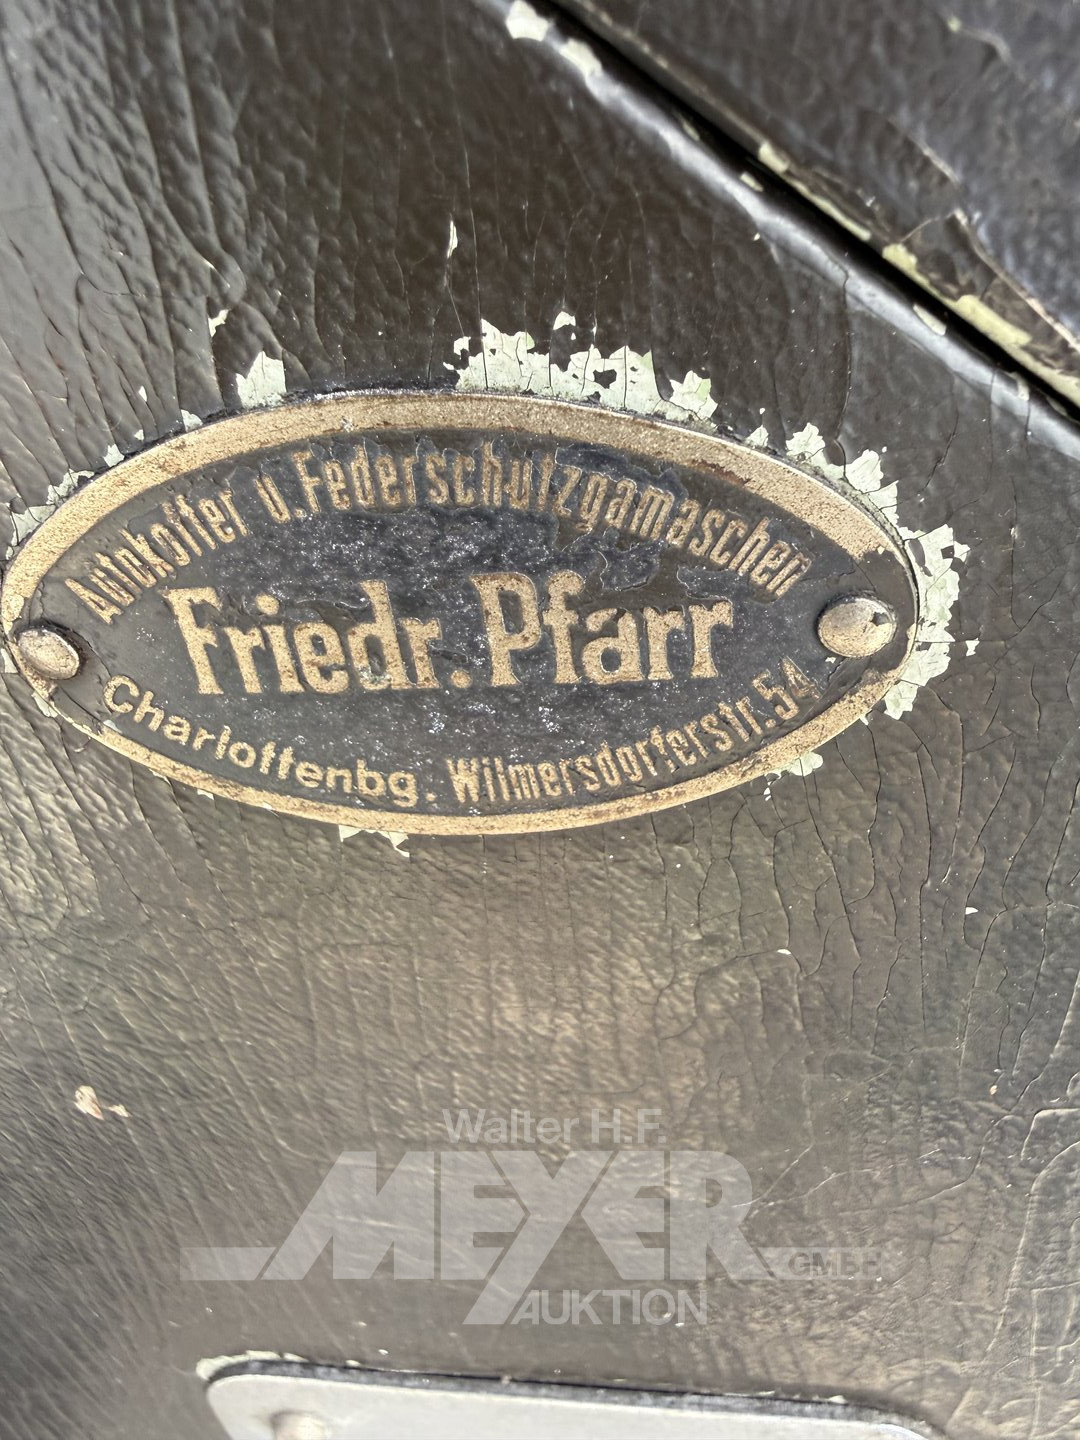 Autokoffer u. Federschutzgamaschen
Friedr. Pfarr
Charlottenbg. Wilmersdorferstr. 54
Walter H.F.
MEYER
GMBH
AUKTION